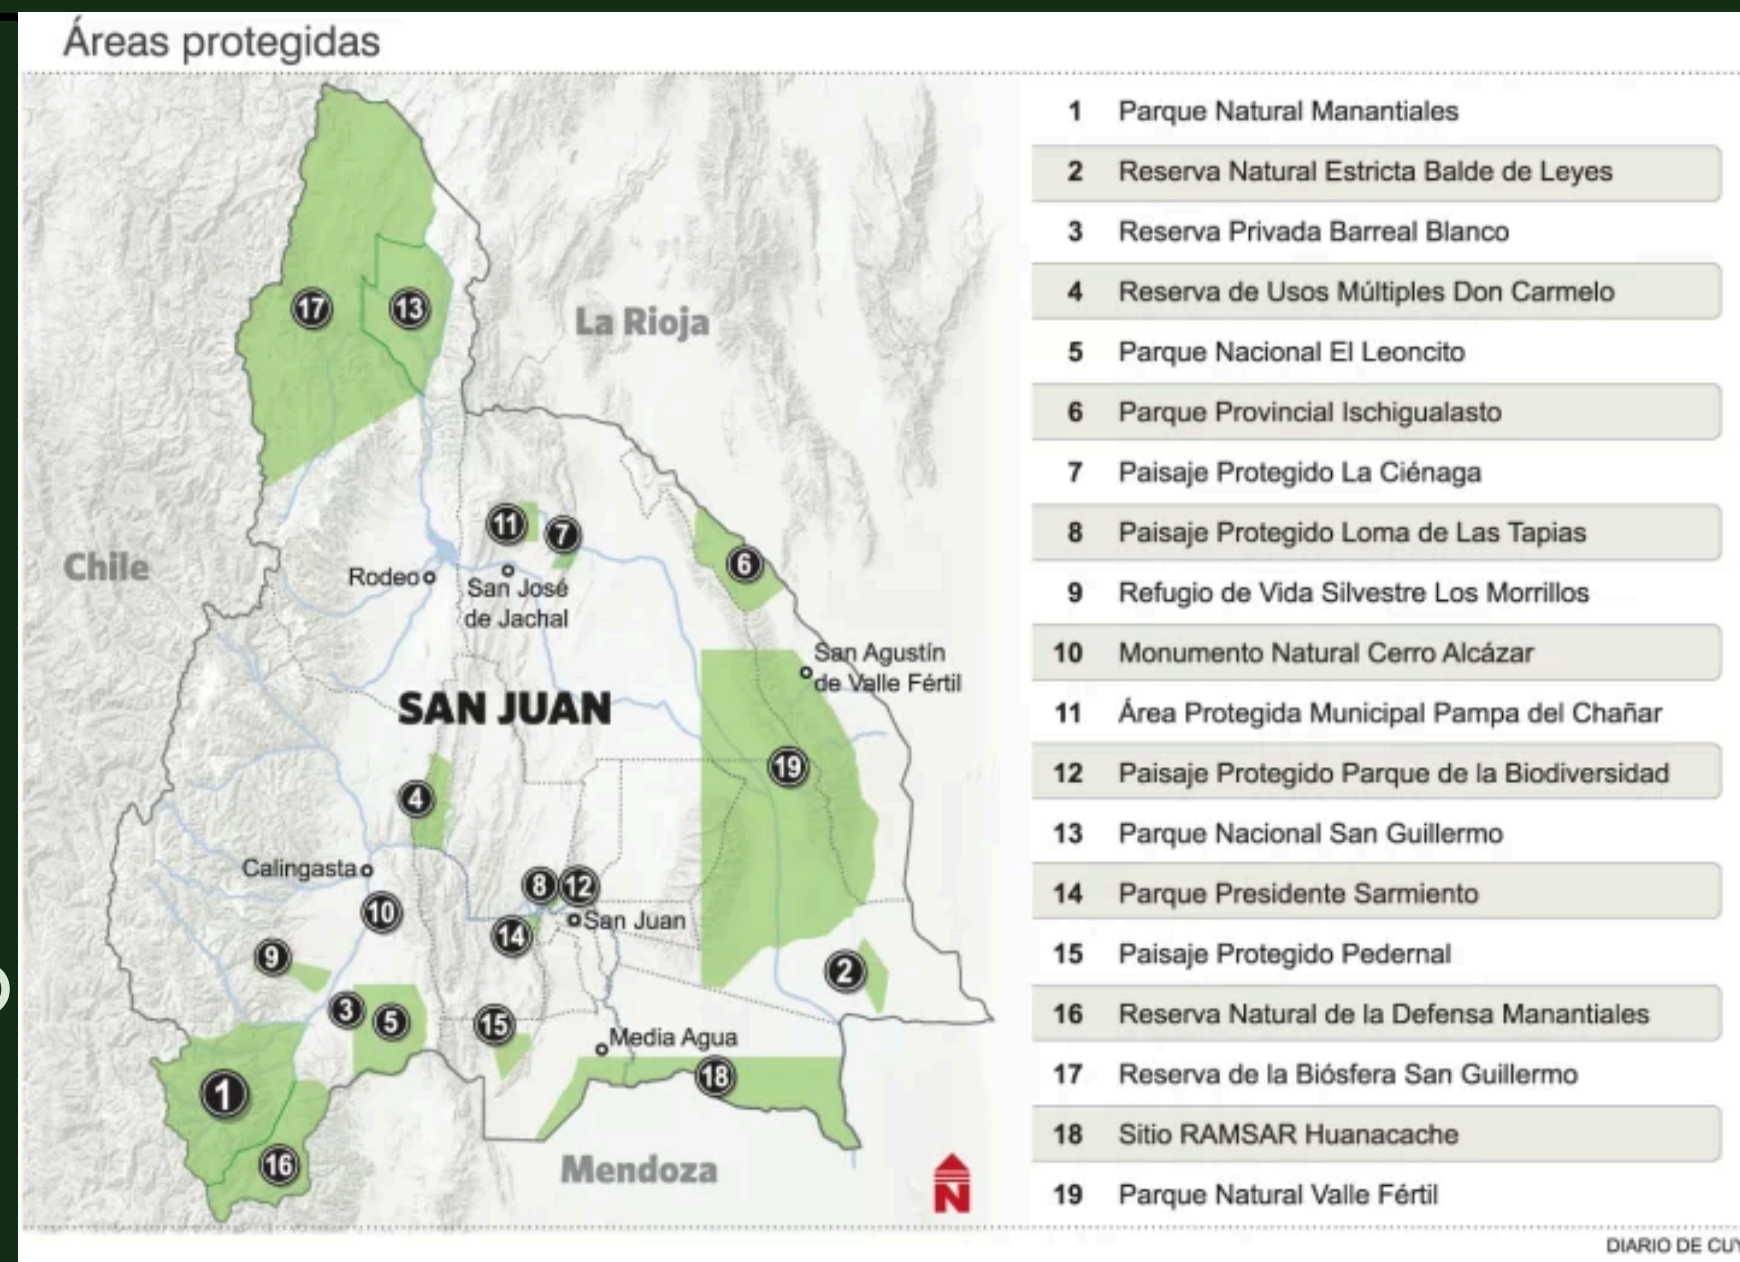 Áreas protegidas
17
13
La Rioja
11
7
6
Chile
Rodeo
San José
de Jachal
San Agustín
de Valle Fértil
SAN JUAN
19
4
Calingasta
8
12
10
San Juan
14
9
2
3
5
15
Media Agua
18
1
16
Mendoza
N
1 Parque Natural Manantiales
2 Reserva Natural Estricta Balde de Leyes
3 Reserva Privada Barreal Blanco
4 Reserva de Usos Múltiples Don Carmelo
5 Parque Nacional El Leoncito
6 Parque Provincial Ischigualasto
7 Paisaje Protegido La Ciénaga
8 Paisaje Protegido Loma de Las Tapias
9 Refugio de Vida Silvestre Los Morrillos
10 Monumento Natural Cerro Alcázar
11 Área Protegida Municipal Pampa del Chañar
12 Paisaje Protegido Parque de la Biodiversidad
13 Parque Nacional San Guillermo
14 Parque Presidente Sarmiento
15 Paisaje Protegido Pedernal
16 Reserva Natural de la Defensa Manantiales
17 Reserva de la Biósfera San Guillermo
18 Sitio RAMSAR Huanacache
19 Parque Natural Valle Fértil
DIARIO DE